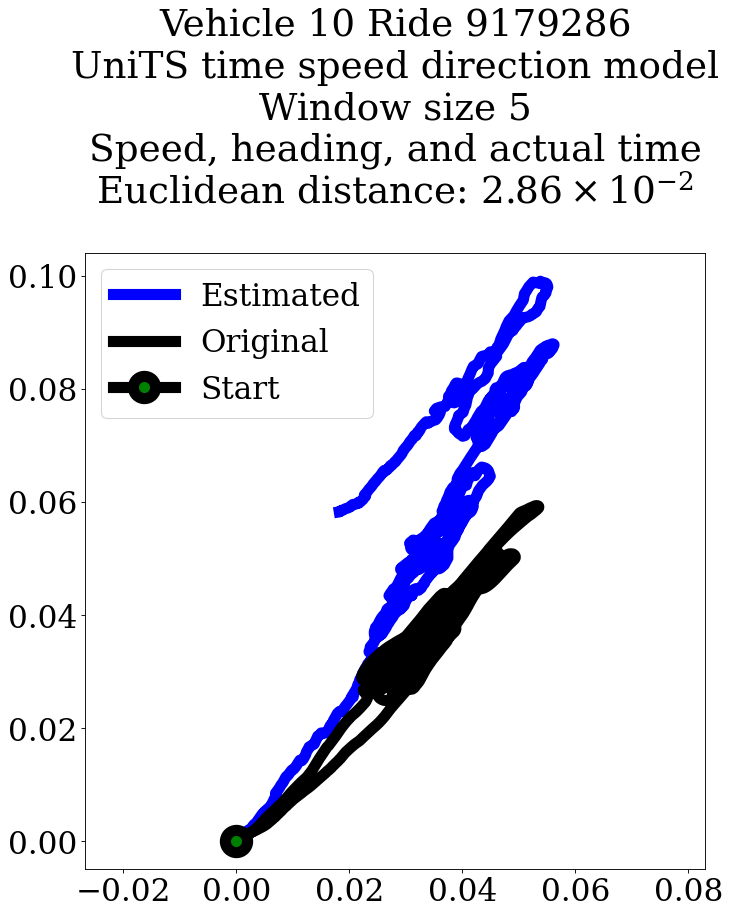 Vehicle 10 Ride 9179286
UniTS time speed direction model
Window size 5
Speed, heading, and actual time
Euclidean distance: 2.86 × 10⁻²
Estimated
Original
Start
0.10
0.08
0.06
0.04
0.02
0.00
−0.02 0.00 0.02 0.04 0.06 0.08